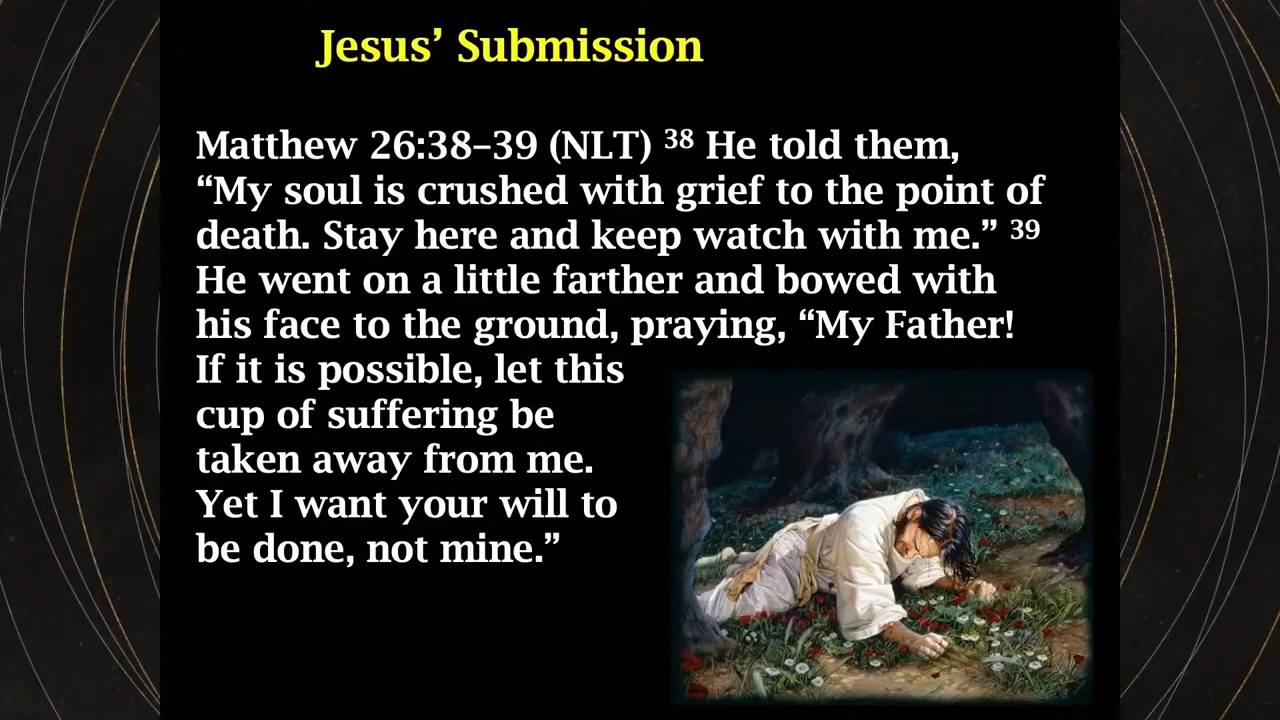 Jesus’ Submission
Matthew 26:38–39 (NLT) ³⁸ He told them,
“My soul is crushed with grief to the point of
death. Stay here and keep watch with me.” ³⁹
He went on a little farther and bowed with
his face to the ground, praying, “My Father!
If it is possible, let this
cup of suffering be
taken away from me.
Yet I want your will to
be done, not mine.”